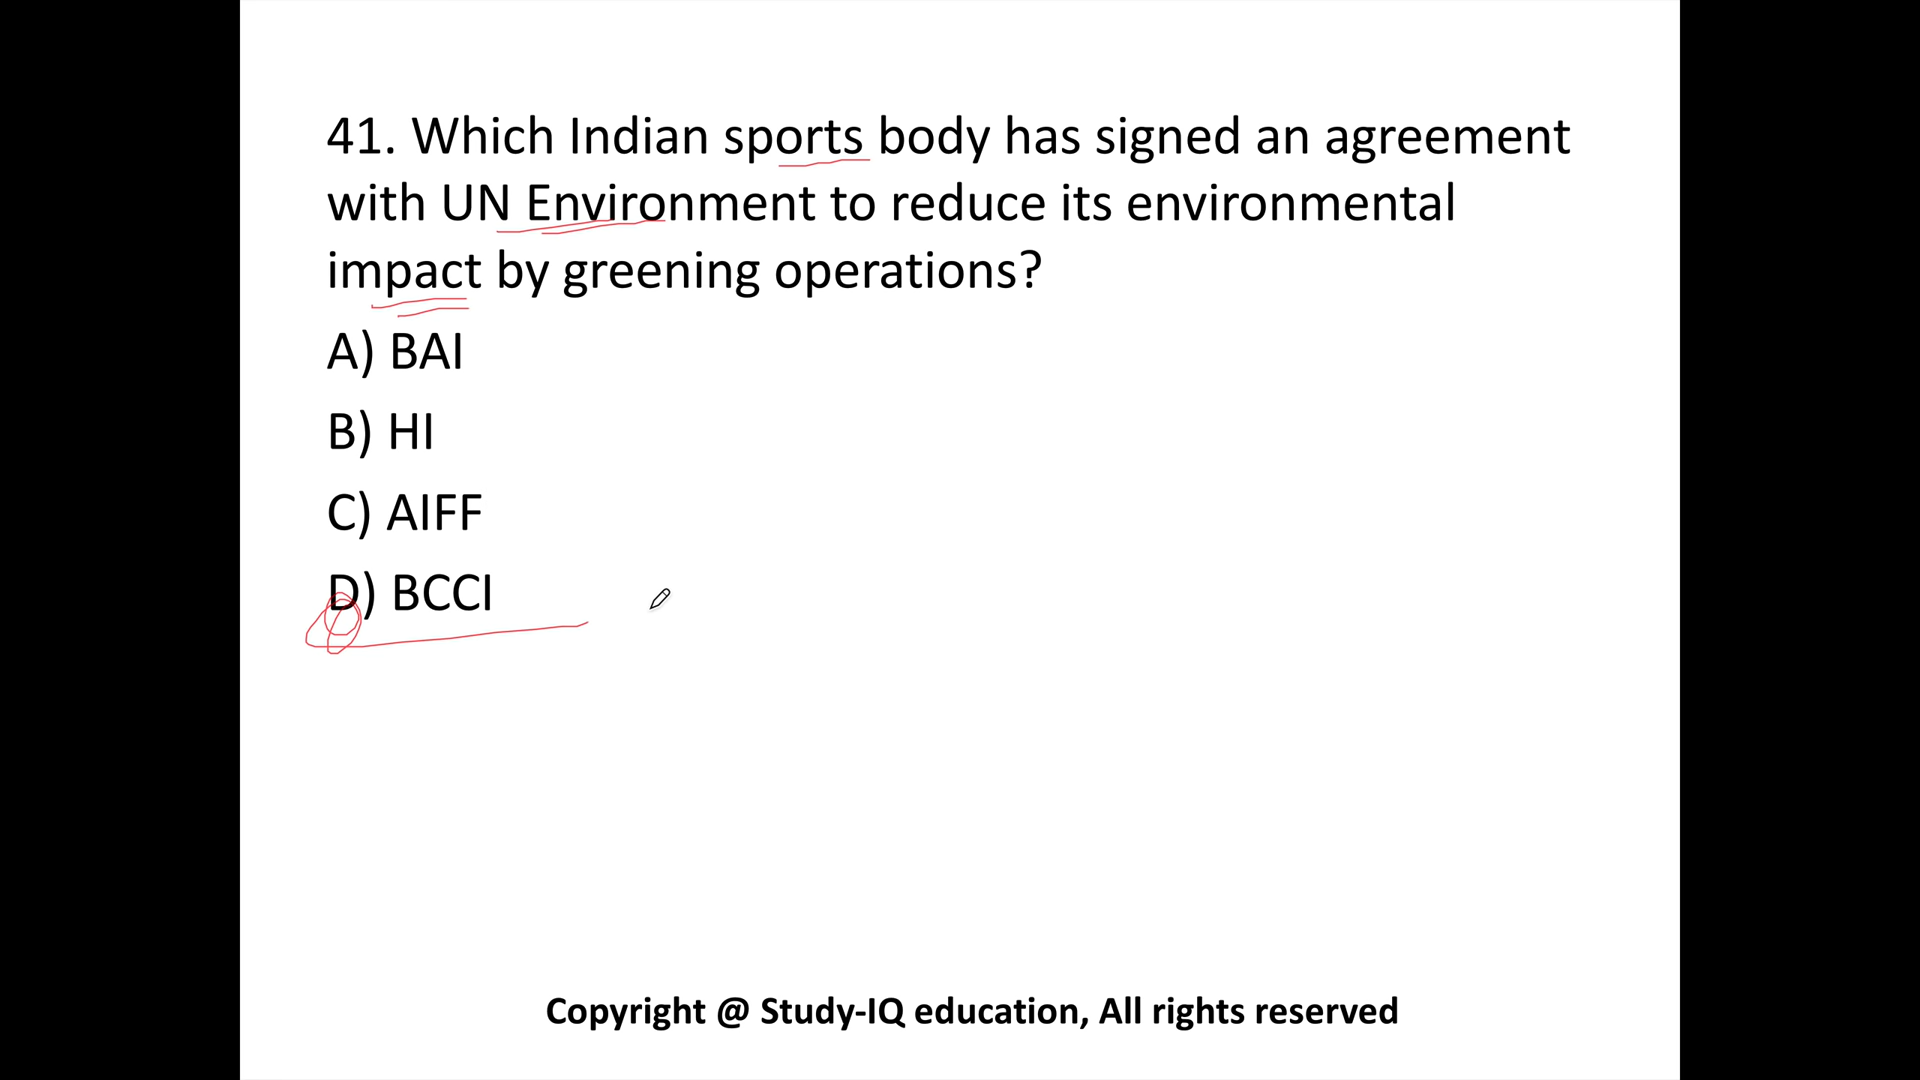 41. Which Indian sports body has signed an agreement
with UN Environment to reduce its environmental
impact by greening operations?
A) BAI
B) HI
C) AIFF
D) BCCI
Copyright @ Study-IQ education, All rights reserved